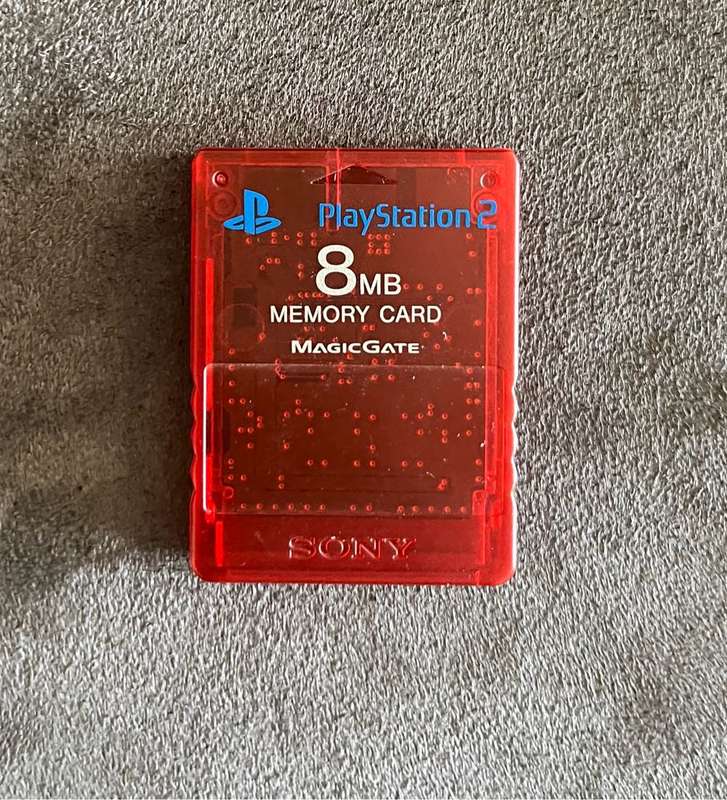 PlayStation 2
8MB
MEMORY CARD
MAGICGATE
SONY